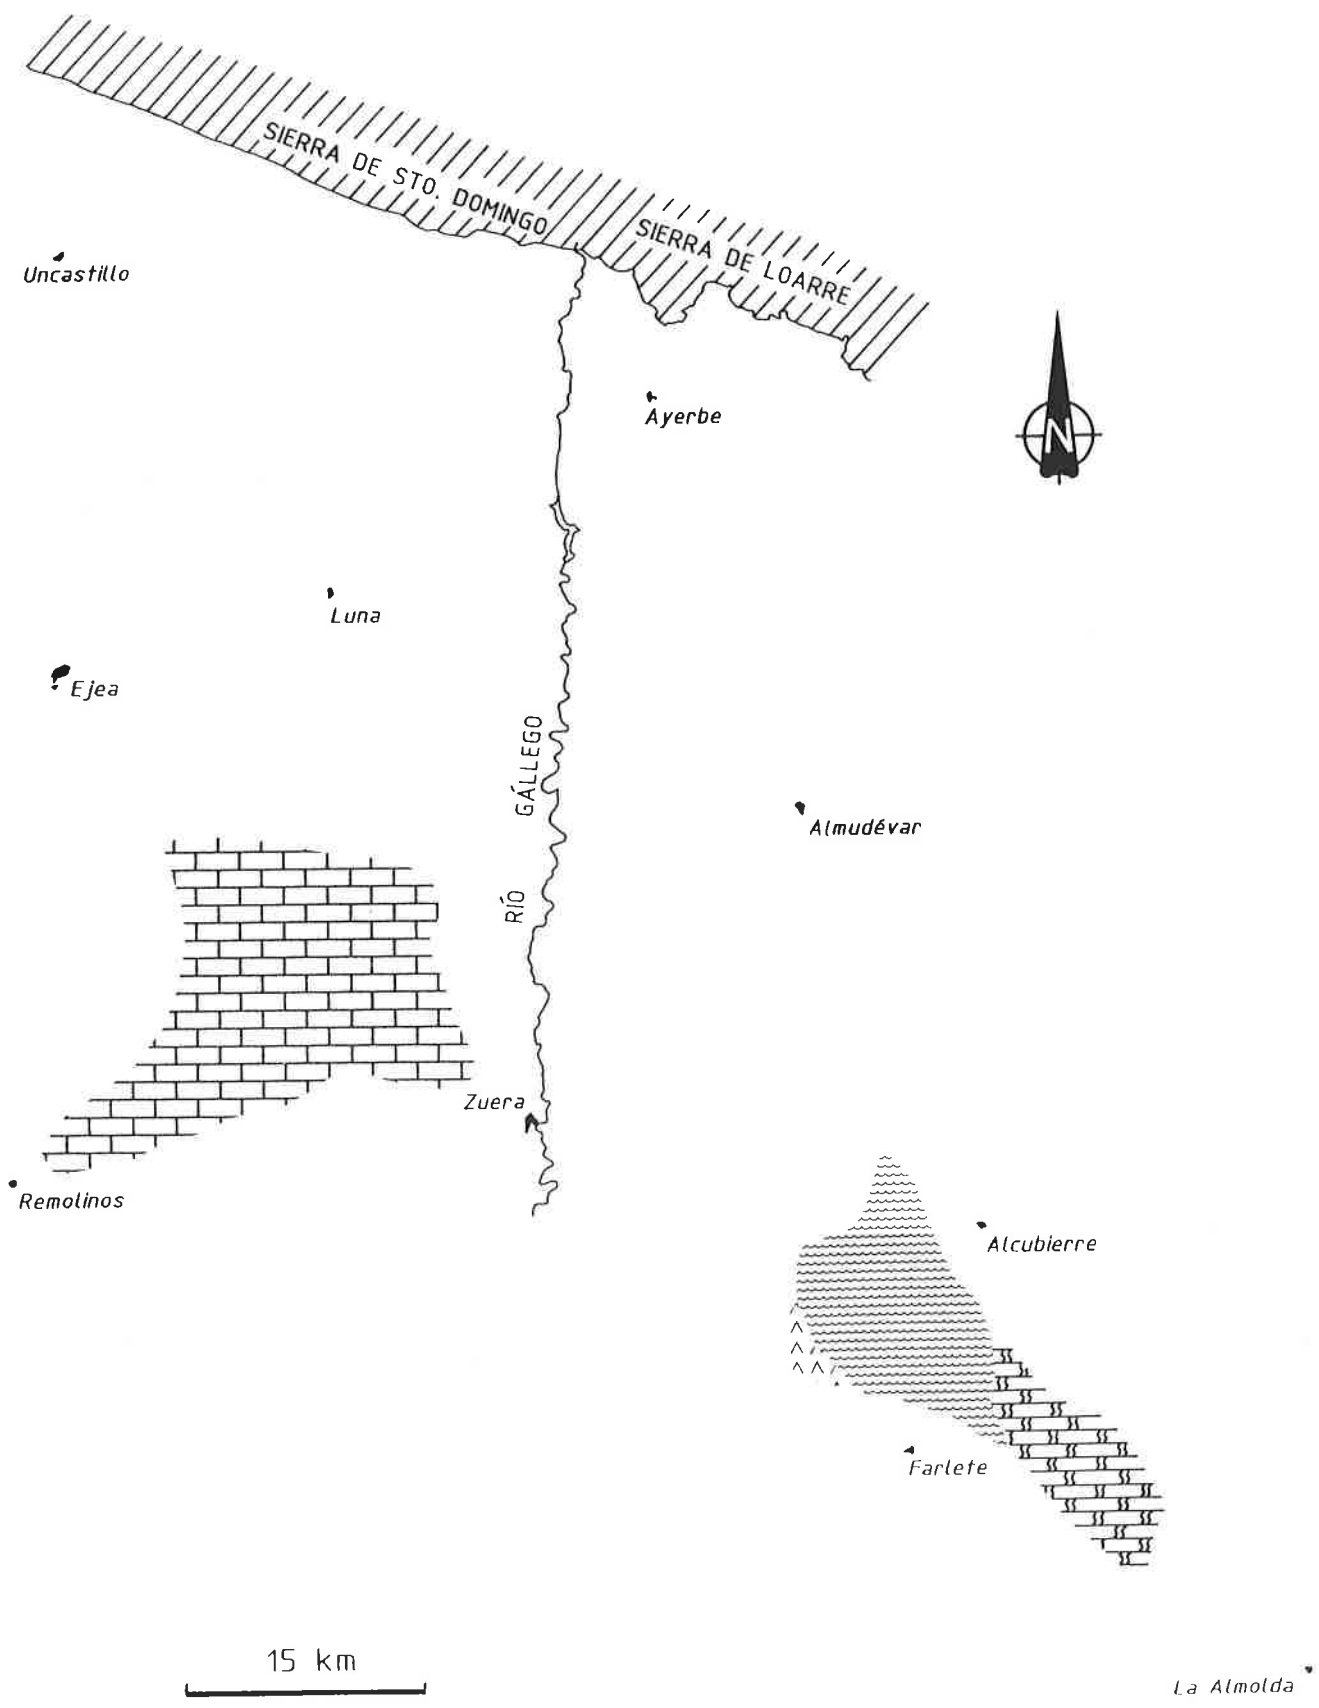 SIERRA DE STO. DOMINGO
SIERRA DE LOARRE
Uncastillo
Ayerbe
N
Luna
Ejea
RÍO GÁLLEGO
Almudévar
Zuera
Remolinos
Alcubierre
Farlete
15 km
La Almolda